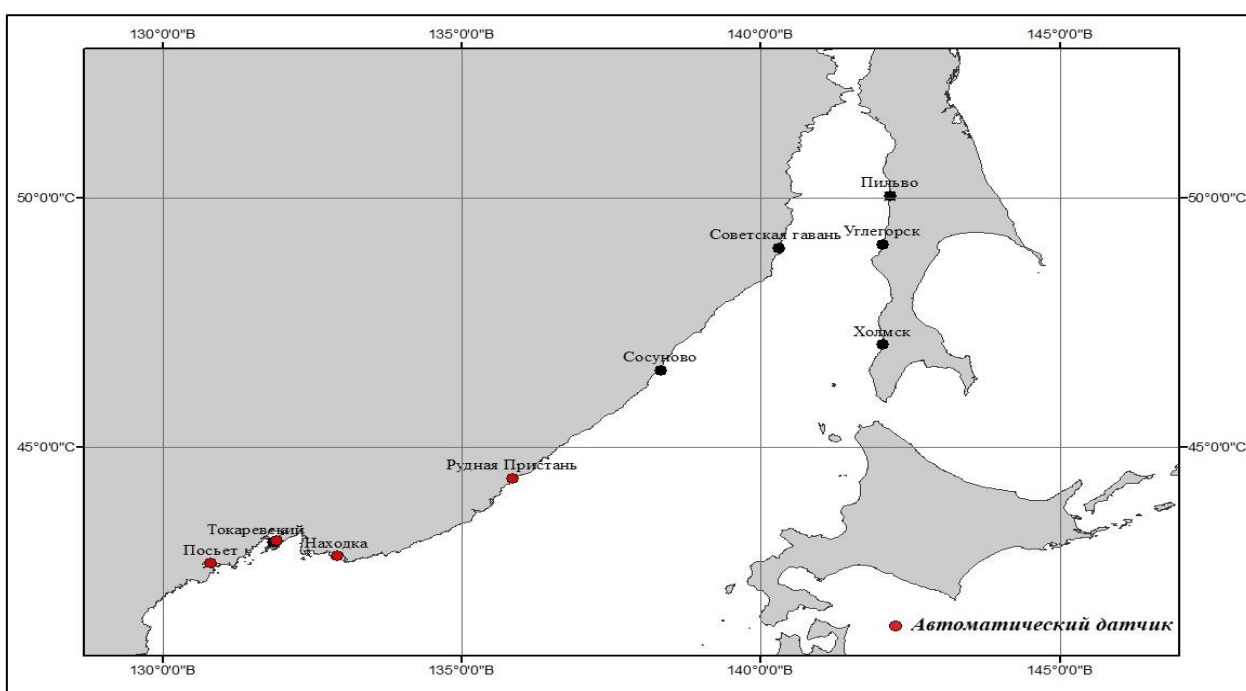 130°0'0"В 135°0'0"В 140°0'0"В 145°0'0"В
Пильво
50°0'0"С 50°0'0"С
Советская гавань Углегорск
Холмск
Сосуново
45°0'0"С 45°0'0"С
Рудная Пристань
Токаревский
Посьет Находка
Автоматический датчик
130°0'0"В 135°0'0"В 140°0'0"В 145°0'0"В